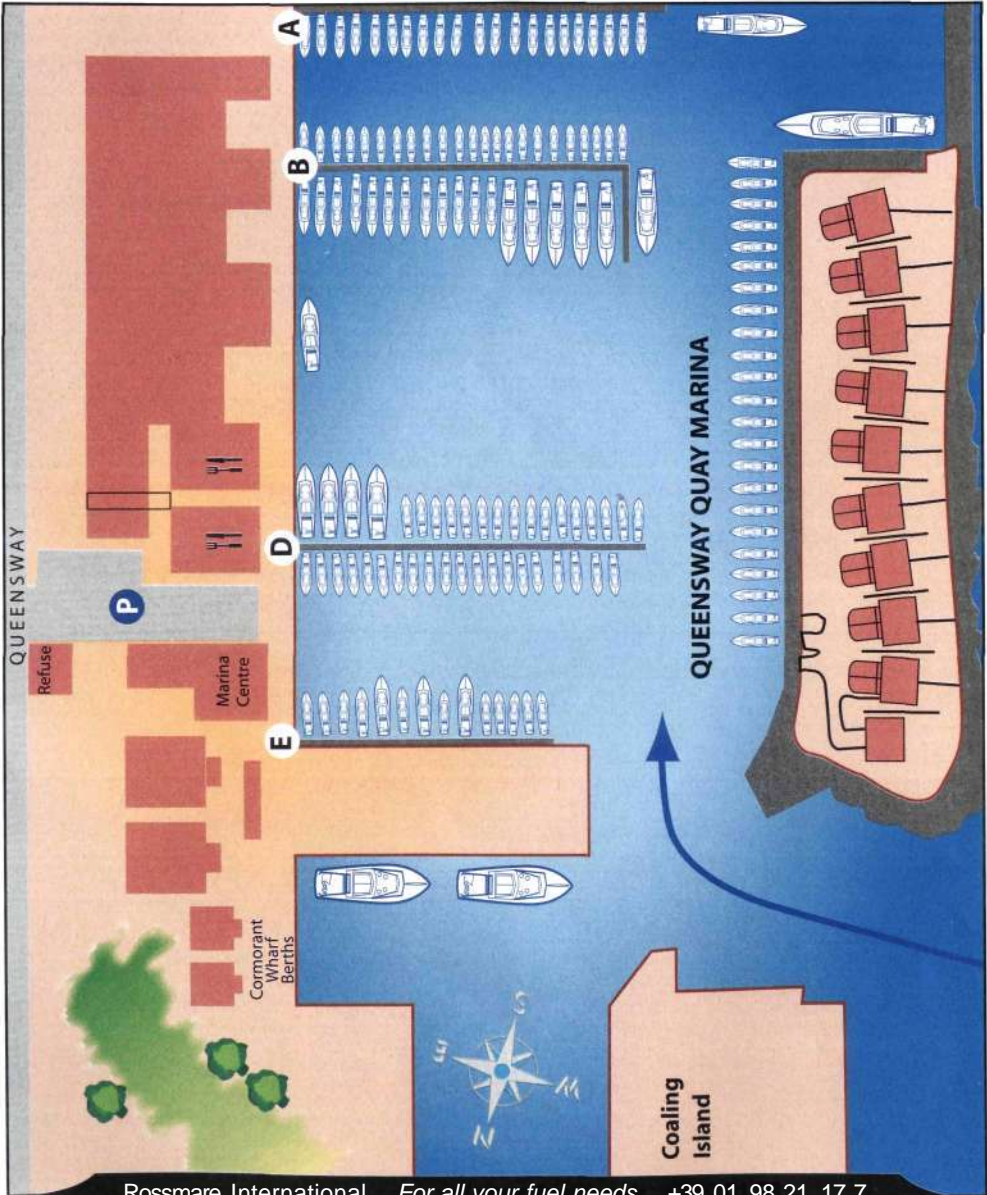 QUEENSWAY
A
B
D
E
P
Refuse
Marina
Centre
QUEENSWAY QUAY MARINA
Cormorant
Wharf
Berths
N
E
S
W
Coaling
Island
Rossmare International For all your fuel needs +39 01 98 21 17 7